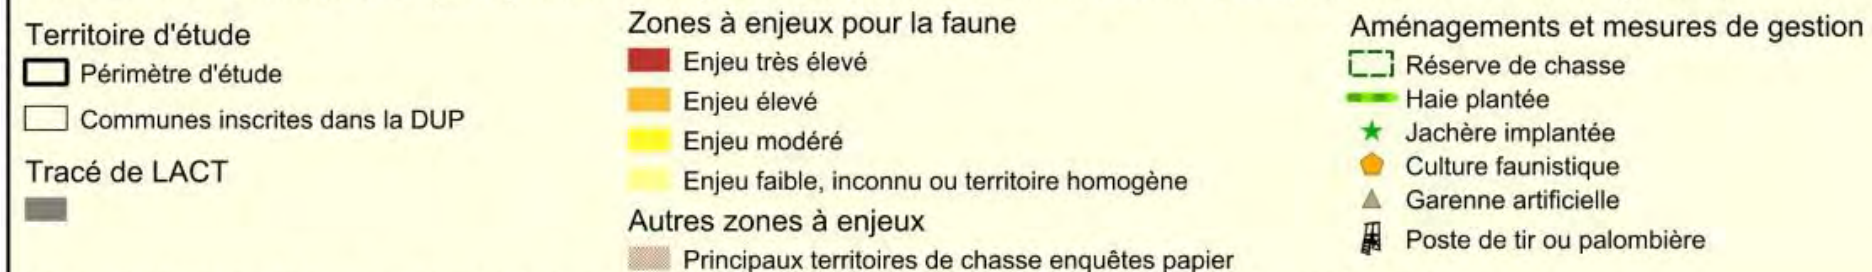 Territoire d'étude
Périmètre d'étude
Communes inscrites dans la DUP
Tracé de LACT
Zones à enjeux pour la faune
Enjeu très élevé
Enjeu élevé
Enjeu modéré
Enjeu faible, inconnu ou territoire homogène
Autres zones à enjeux
Principaux territoires de chasse enquêtes papier
Aménagements et mesures de gestion
Réserve de chasse
Haie plantée
Jachère implantée
Culture faunistique
Garenne artificielle
Poste de tir ou palombière